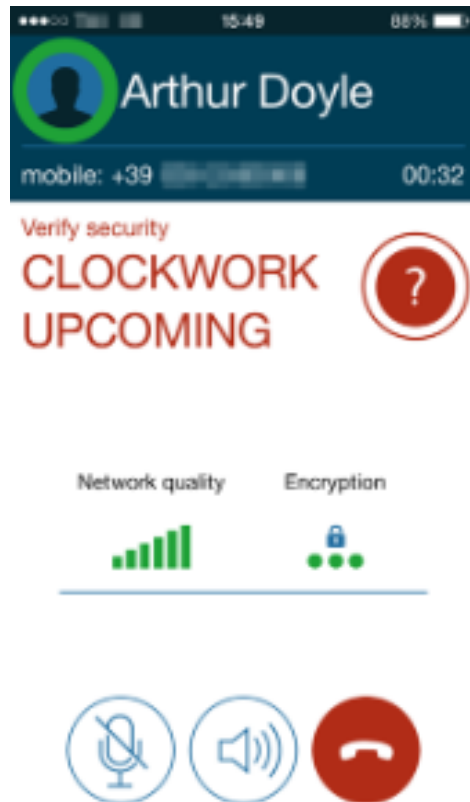 15:49 88%
Arthur Doyle
mobile: +39 00:32
Verify security
CLOCKWORK
UPCOMING
?
Network quality Encryption